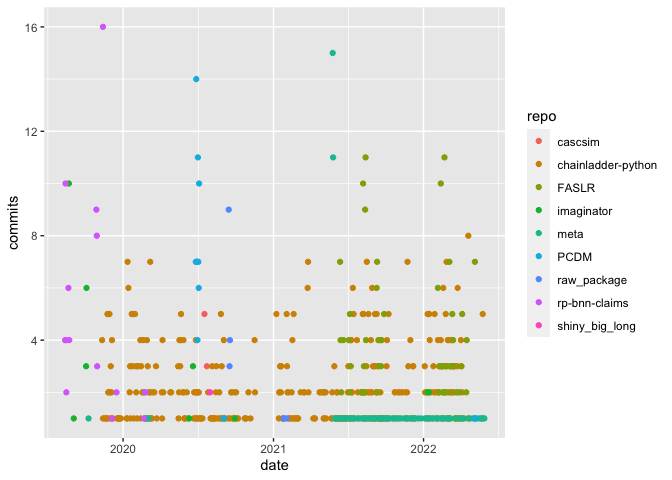 16
12
8
4
commits
2020
2021
2022
date
repo
cascsim
chainladder-python
FASLR
imaginator
meta
PCDM
raw_package
rp-bnn-claims
shiny_big_long